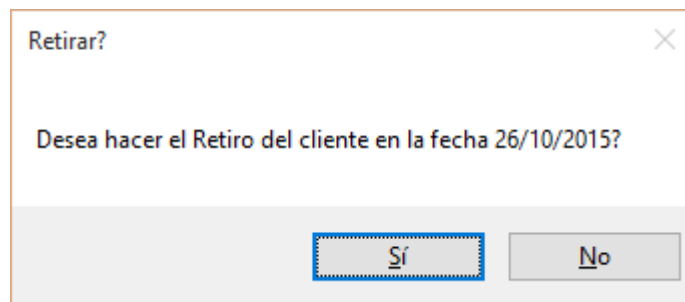 Retirar?
Desea hacer el Retiro del cliente en la fecha 26/10/2015?
Sí
No